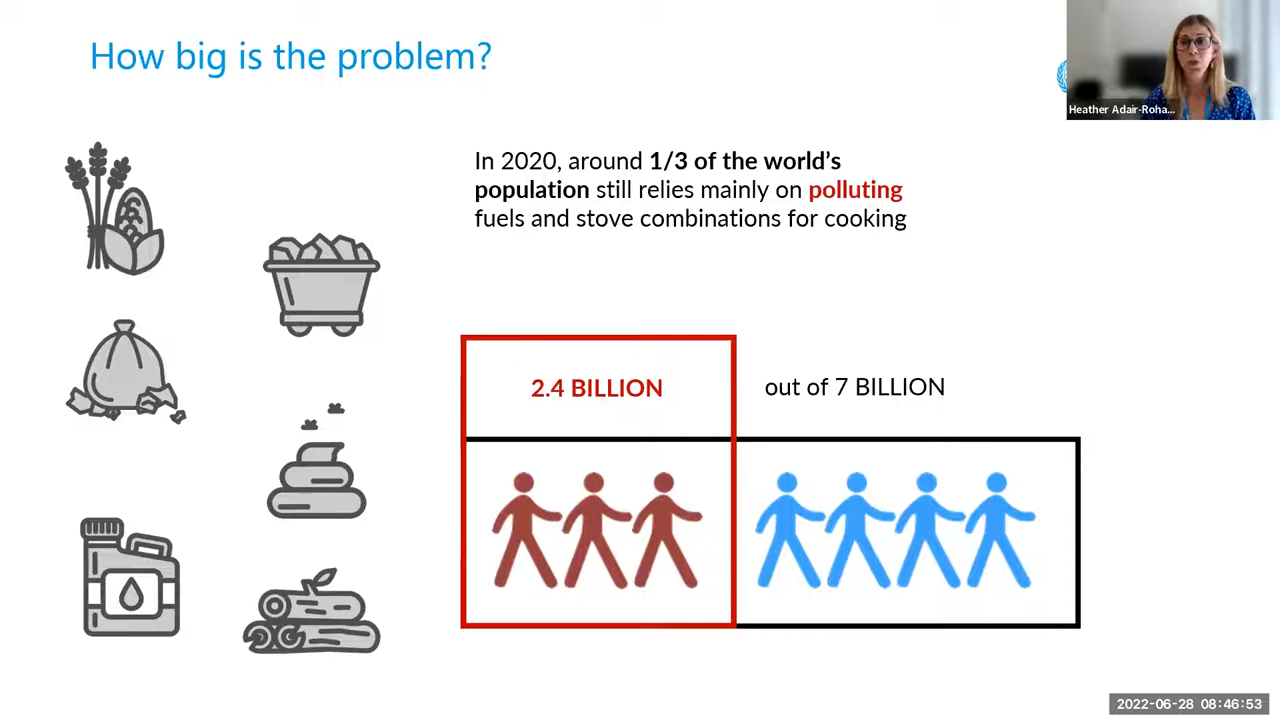 How big is the problem?
Heather Adair-Roha...
In 2020, around 1/3 of the world's
population still relies mainly on polluting
fuels and stove combinations for cooking
2.4 BILLION
out of 7 BILLION
2022-06-28 08:46:53